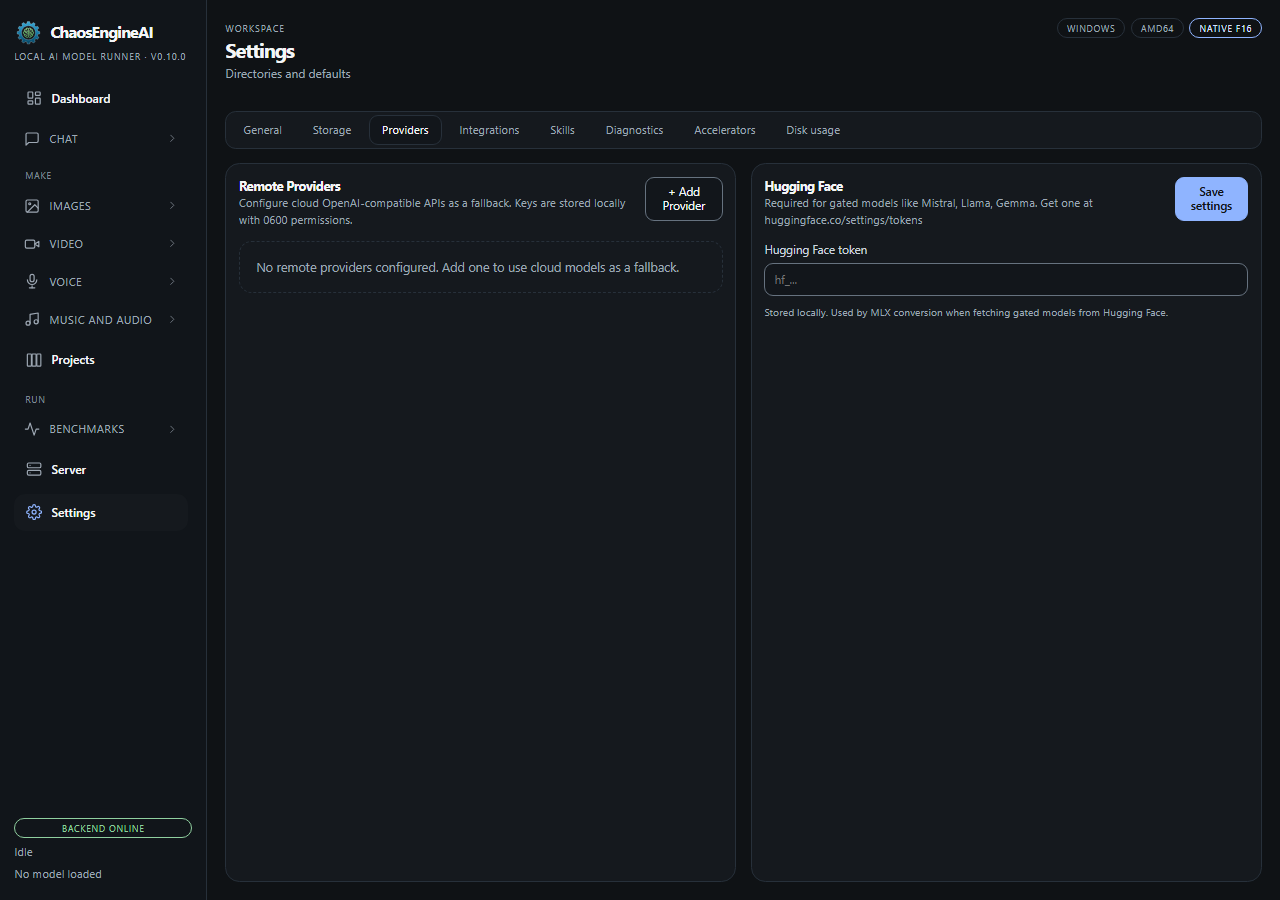 ChaosEngineAI
LOCAL AI MODEL RUNNER · V0.10.0
Dashboard
CHAT
MAKE
IMAGES
VIDEO
VOICE
MUSIC AND AUDIO
Projects
RUN
BENCHMARKS
Server
Settings
BACKEND ONLINE
Idle
No model loaded
WORKSPACE
Settings
Directories and defaults
WINDOWS
AMD64
NATIVE F16
General
Storage
Providers
Integrations
Skills
Diagnostics
Accelerators
Disk usage
Remote Providers
Configure cloud OpenAI-compatible APIs as a fallback. Keys are stored locally
with 0600 permissions.
+ Add
Provider
No remote providers configured. Add one to use cloud models as a fallback.
Hugging Face
Required for gated models like Mistral, Llama, Gemma. Get one at
huggingface.co/settings/tokens
Save
settings
Hugging Face token
hf_...
Stored locally. Used by MLX conversion when fetching gated models from Hugging Face.